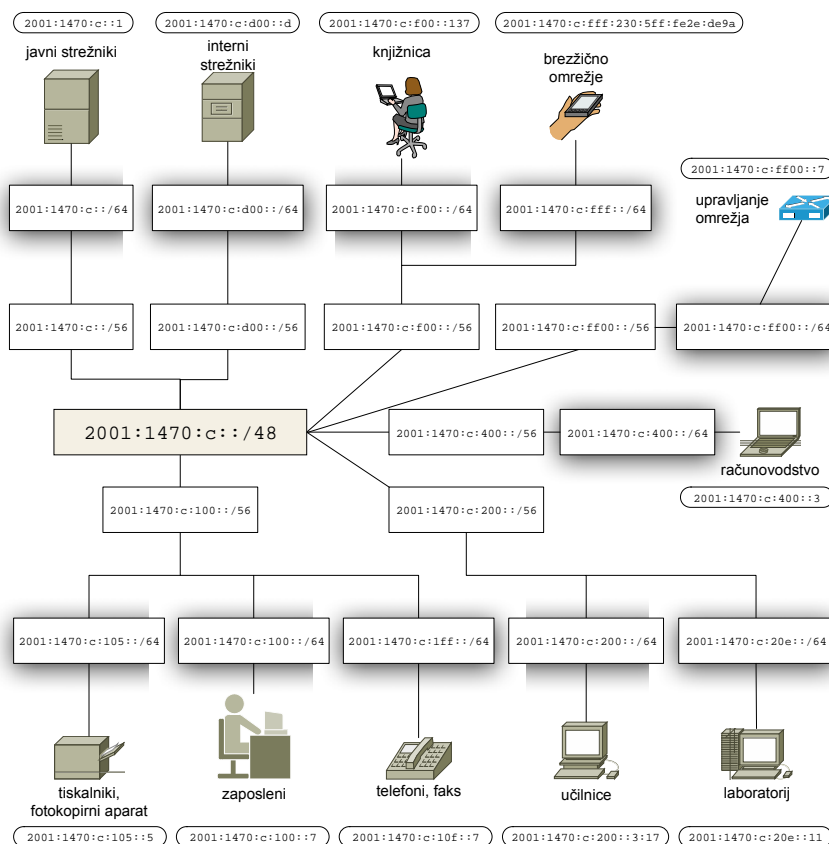 2001:1470:c::1
2001:1470:c:d00::d
2001:1470:c:f00::137
2001:1470:c:fff:230:5ff:fe2e:de9a
javni strežniki
interni
strežniki
knjižnica
brezžično
omrežje
2001:1470:c:ff00::7
upravljanje
omrežja
2001:1470:c::/64
2001:1470:c:d00::/64
2001:1470:c:f00::/64
2001:1470:c:fff::/64
2001:1470:c::/56
2001:1470:c:d00::/56
2001:1470:c:f00::/56
2001:1470:c:ff00::/56
2001:1470:c:ff00::/64
2001:1470:c::/48
2001:1470:c:400::/56
2001:1470:c:400::/64
računovodstvo
2001:1470:c:400::3
2001:1470:c:100::/56
2001:1470:c:200::/56
2001:1470:c:105::/64
2001:1470:c:100::/64
2001:1470:c:1ff::/64
2001:1470:c:200::/64
2001:1470:c:20e::/64
tiskalniki,
fotokopirni aparat
zaposleni
telefoni, faks
učilnice
laboratorij
2001:1470:c:105::5
2001:1470:c:100::7
2001:1470:c:10f::7
2001:1470:c:200::3:17
2001:1470:c:20e::11